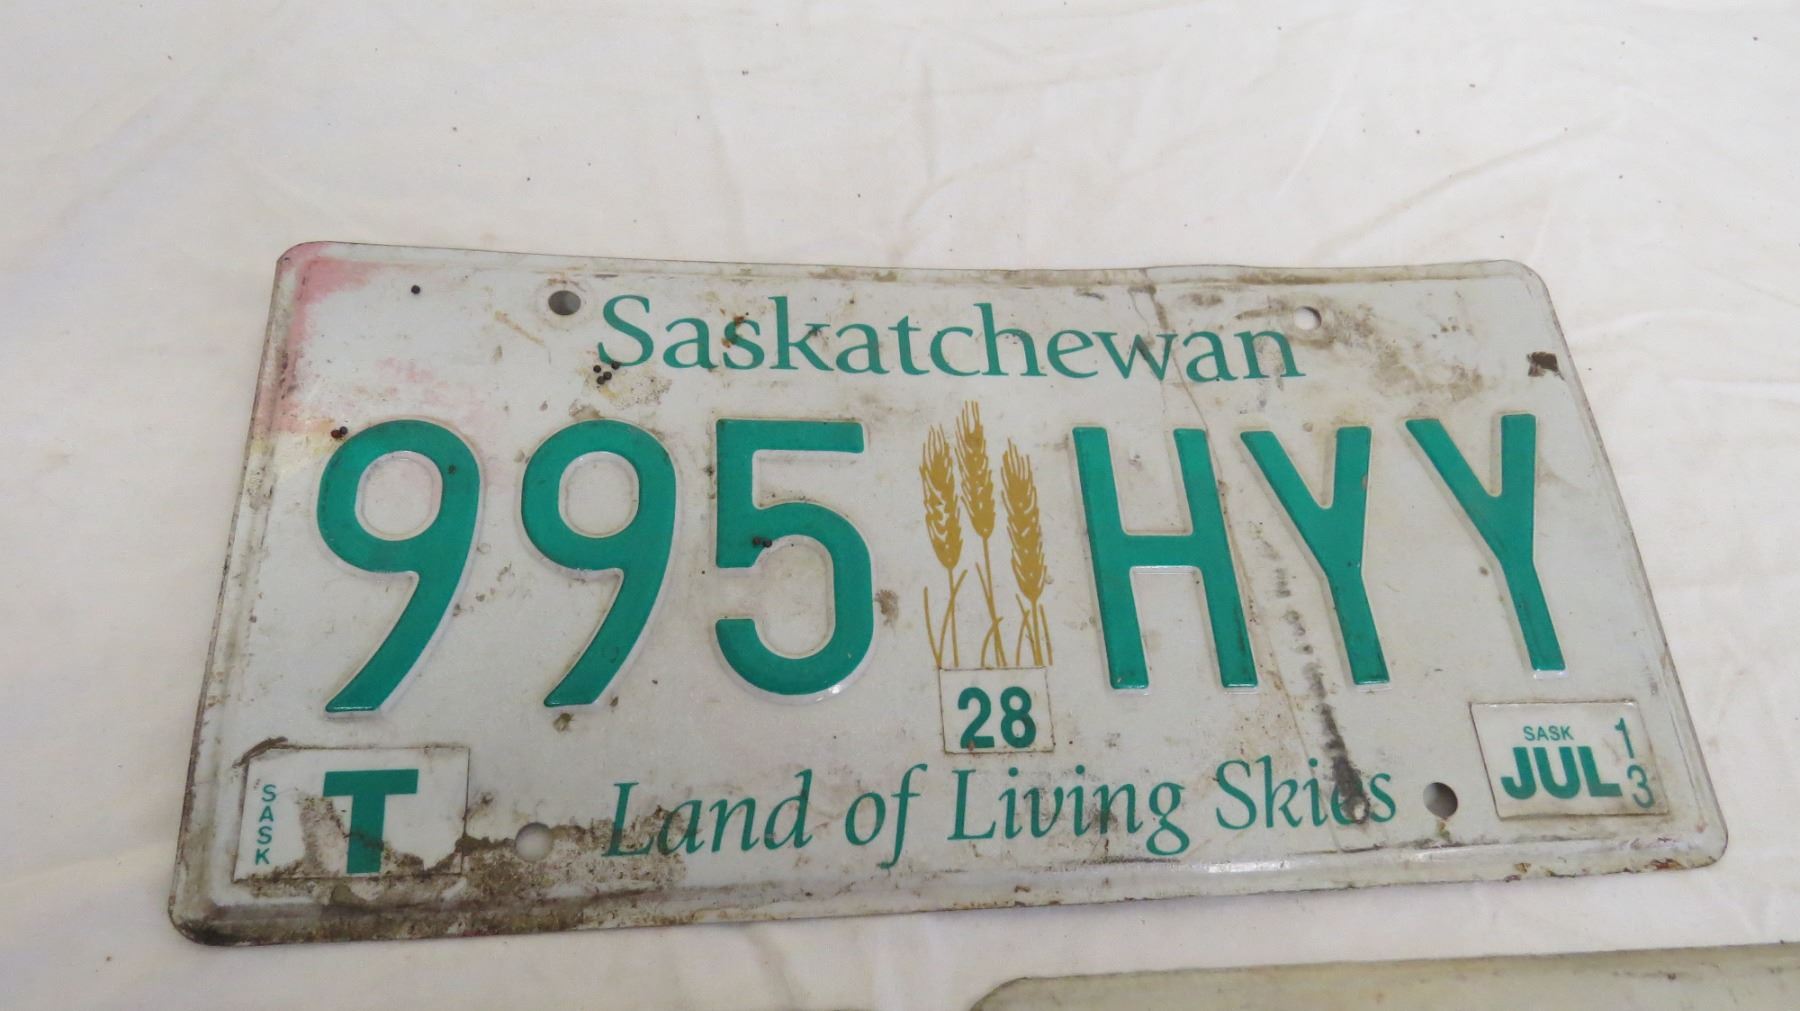 Saskatchewan
995 HYY
28
SASK
T
Land of Living Skies
SASK
JUL
13